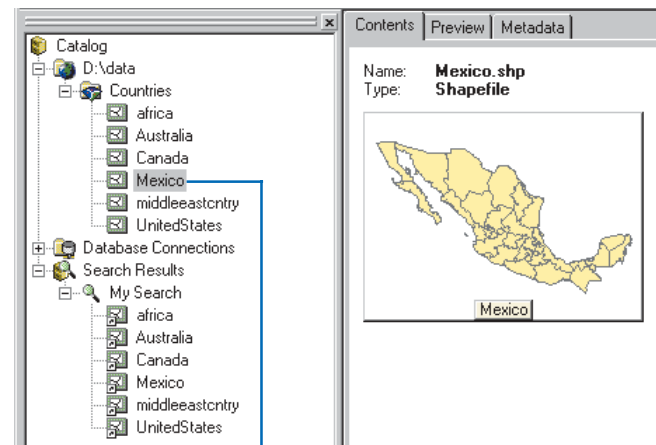 Catalog
D:\data
Countries
africa
Australia
Canada
Mexico
middleeastcntry
UnitedStates
Database Connections
Search Results
My Search
africa
Australia
Canada
Mexico
middleeastcntry
UnitedStates
Contents Preview Metadata
Name: Mexico.shp
Type: Shapefile
Mexico